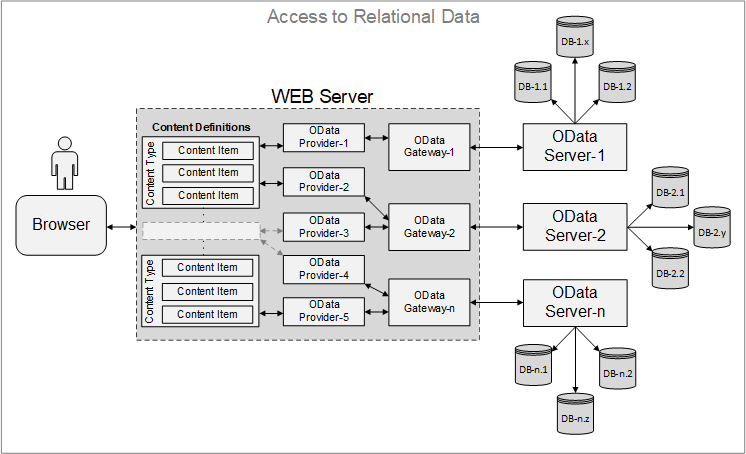 Access to Relational Data
DB-1.x
DB-1.1
DB-1.2
WEB Server
Content Definitions
Content Type
Content Item
Content Item
Content Item
OData
Provider-1
OData
Gateway-1
OData
Server-1
OData
Provider-2
Browser
OData
Provider-3
OData
Gateway-2
OData
Server-2
DB-2.1
DB-2.y
DB-2.2
OData
Provider-4
Content Type
Content Item
Content Item
Content Item
OData
Provider-5
OData
Gateway-n
OData
Server-n
DB-n.1
DB-n.2
DB-n.z